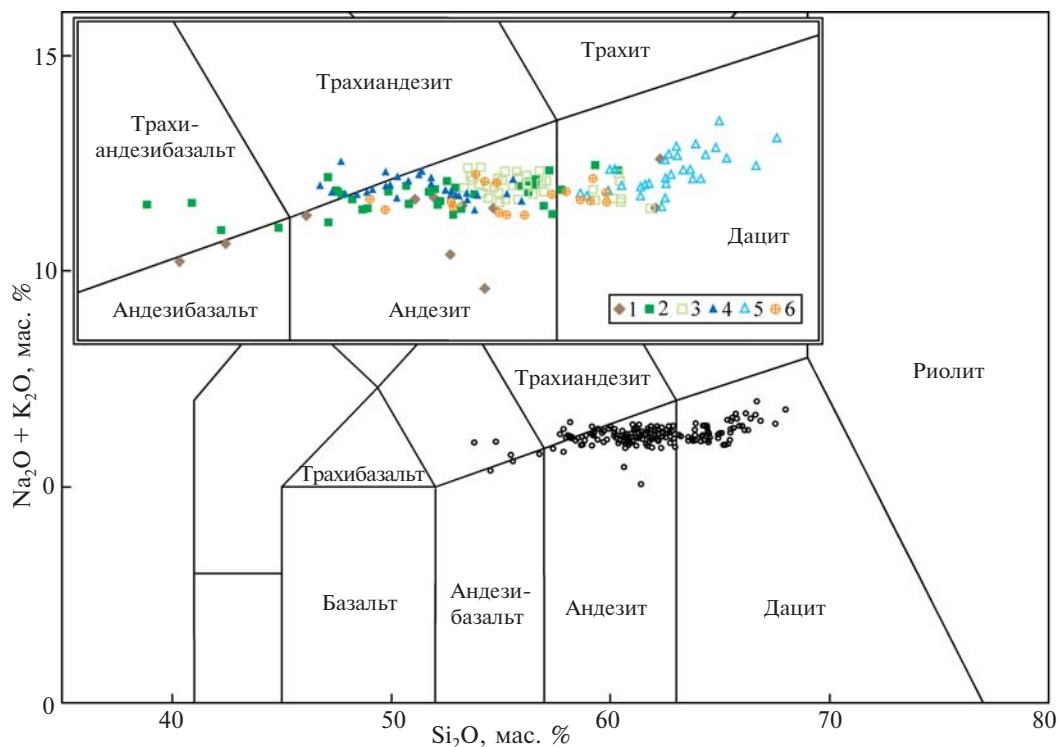 15
Трахит
Трахиандезит
Трахи-
андезибазальт
Дацит
10
Андезибазальт
Андезит
1 2 3 4 5 6
Na₂O + K₂O, мас. %
Трахиандезит
Риолит
Трахибазальт
0
Базальт
Андези-
базальт
Андезит
Дацит
0
40
50
60
70
80
Si₂O, мас. %